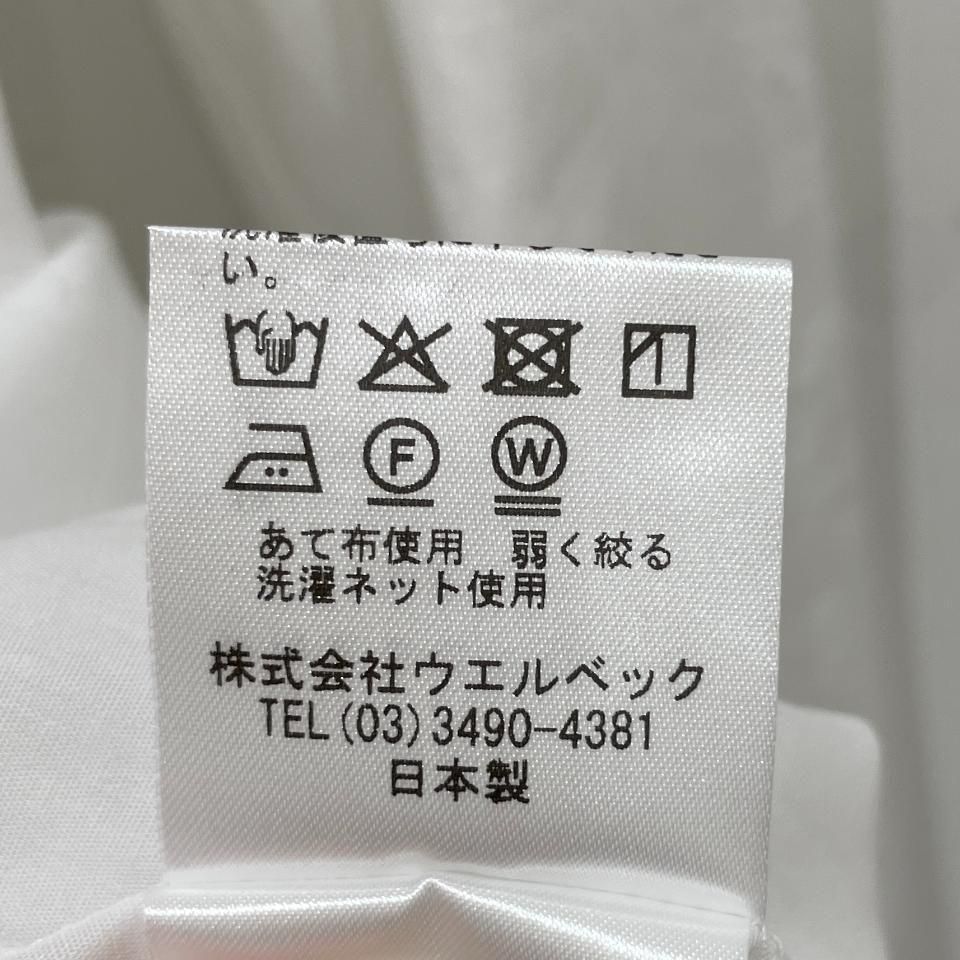 い。
F W
あて布使用 弱く絞る
洗濯ネット使用
株式会社ウエルベック
TEL(03)3490-4381
日本製